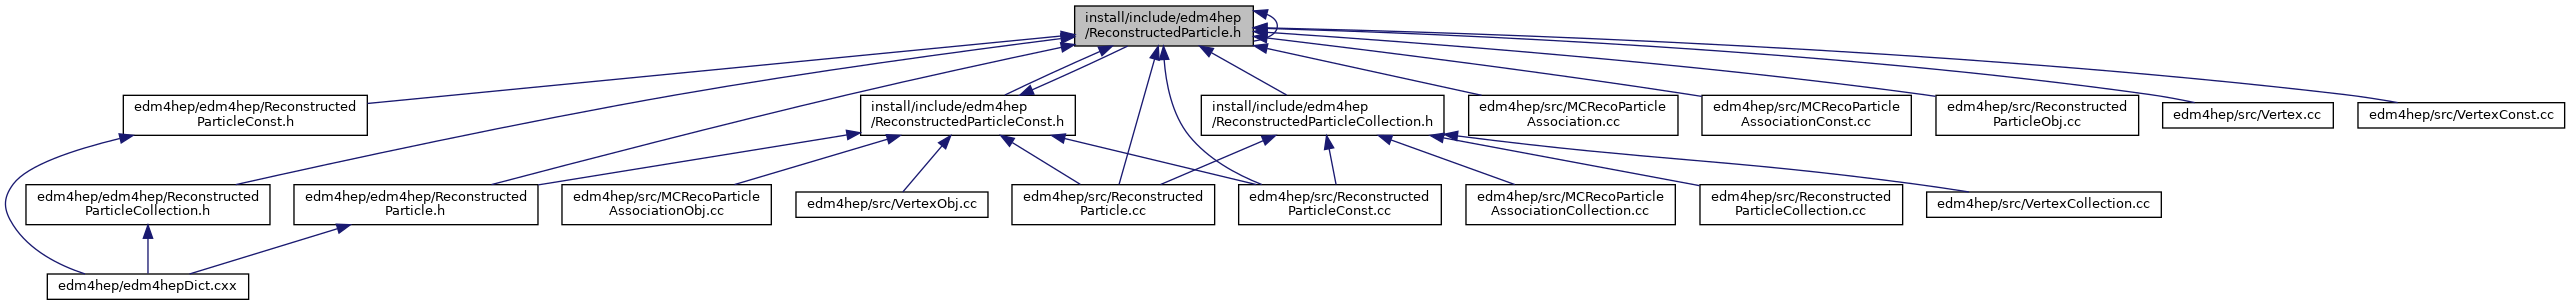 install/include/edm4hep
/ReconstructedParticle.h
edm4hep/edm4hep/Reconstructed
ParticleConst.h
install/include/edm4hep
/ReconstructedParticleConst.h
install/include/edm4hep
/ReconstructedParticleCollection.h
edm4hep/src/MCRecoParticle
Association.cc
edm4hep/src/MCRecoParticle
AssociationConst.cc
edm4hep/src/Reconstructed
ParticleObj.cc
edm4hep/src/Vertex.cc
edm4hep/src/VertexConst.cc
edm4hep/edm4hep/Reconstructed
ParticleCollection.h
edm4hep/edm4hep/Reconstructed
Particle.h
edm4hep/src/MCRecoParticle
AssociationObj.cc
edm4hep/src/VertexObj.cc
edm4hep/src/Reconstructed
Particle.cc
edm4hep/src/Reconstructed
ParticleConst.cc
edm4hep/src/MCRecoParticle
AssociationCollection.cc
edm4hep/src/Reconstructed
ParticleCollection.cc
edm4hep/src/VertexCollection.cc
edm4hep/edm4hepDict.cxx